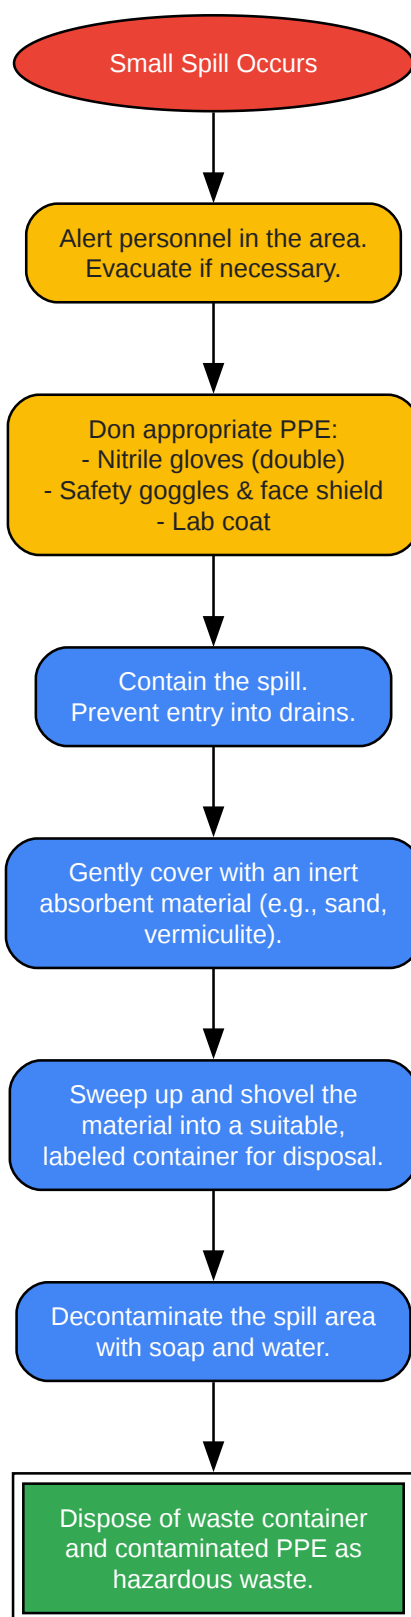 Small Spill Occurs
Alert personnel in the area.
Evacuate if necessary.
Don appropriate PPE:
- Nitrile gloves (double)
- Safety goggles & face shield
- Lab coat
Contain the spill.
Prevent entry into drains.
Gently cover with an inert
absorbent material (e.g., sand,
vermiculite).
Sweep up and shovel the
material into a suitable,
labeled container for disposal.
Decontaminate the spill area
with soap and water.
Dispose of waste container
and contaminated PPE as
hazardous waste.